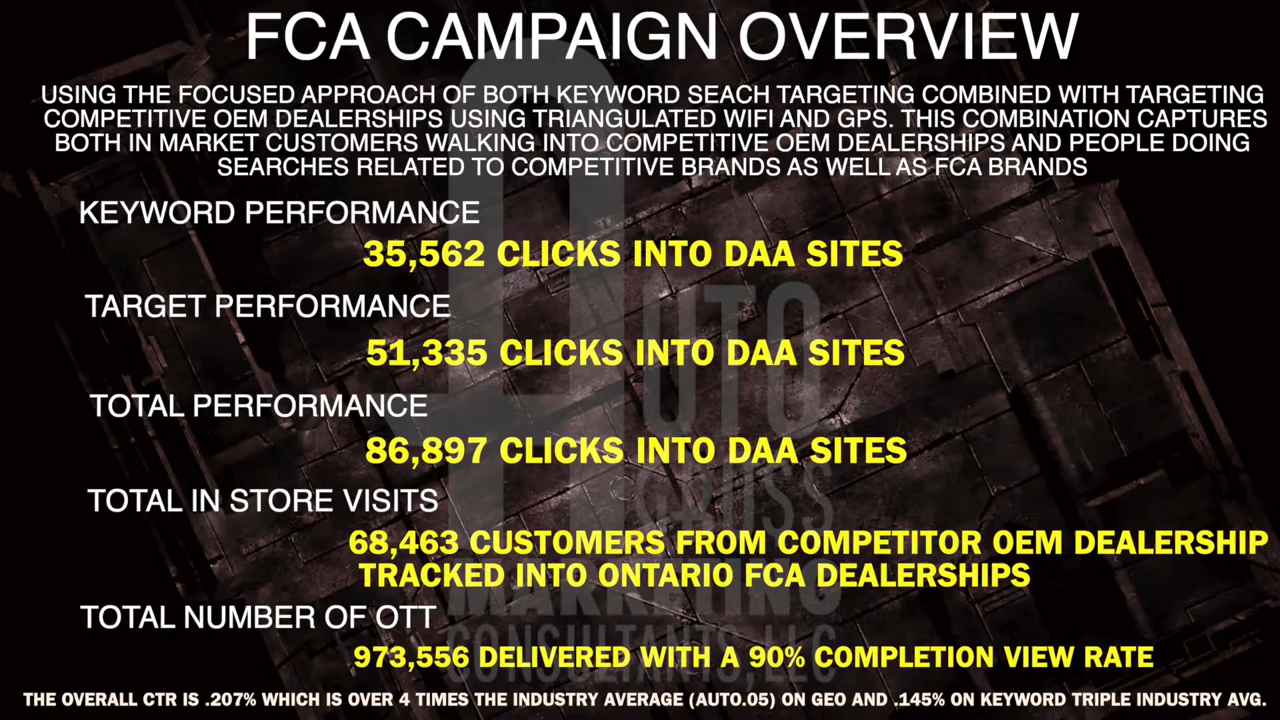 FCA CAMPAIGN OVERVIEW
USING THE FOCUSED APPROACH OF BOTH KEYWORD SEACH TARGETING COMBINED WITH TARGETING
COMPETITIVE OEM DEALERSHIPS USING TRIANGULATED WIFI AND GPS. THIS COMBINATION CAPTURES
BOTH IN MARKET CUSTOMERS WALKING INTO COMPETITIVE OEM DEALERSHIPS AND PEOPLE DOING
SEARCHES RELATED TO COMPETITIVE BRANDS AS WELL AS FCA BRANDS
KEYWORD PERFORMANCE
35,562 CLICKS INTO DAA SITES
TARGET PERFORMANCE
51,335 CLICKS INTO DAA SITES
TOTAL PERFORMANCE
86,897 CLICKS INTO DAA SITES
TOTAL IN STORE VISITS
68,463 CUSTOMERS FROM COMPETITOR OEM DEALERSHIP
TRACKED INTO ONTARIO FCA DEALERSHIPS
TOTAL NUMBER OF OTT
973,556 DELIVERED WITH A 90% COMPLETION VIEW RATE
THE OVERALL CTR IS .207% WHICH IS OVER 4 TIMES THE INDUSTRY AVERAGE (AUTO.05) ON GEO AND .145% ON KEYWORD TRIPLE INDUSTRY AVG.
AUTO
GROSS
MARKETING
CONSULTANTS, LLC